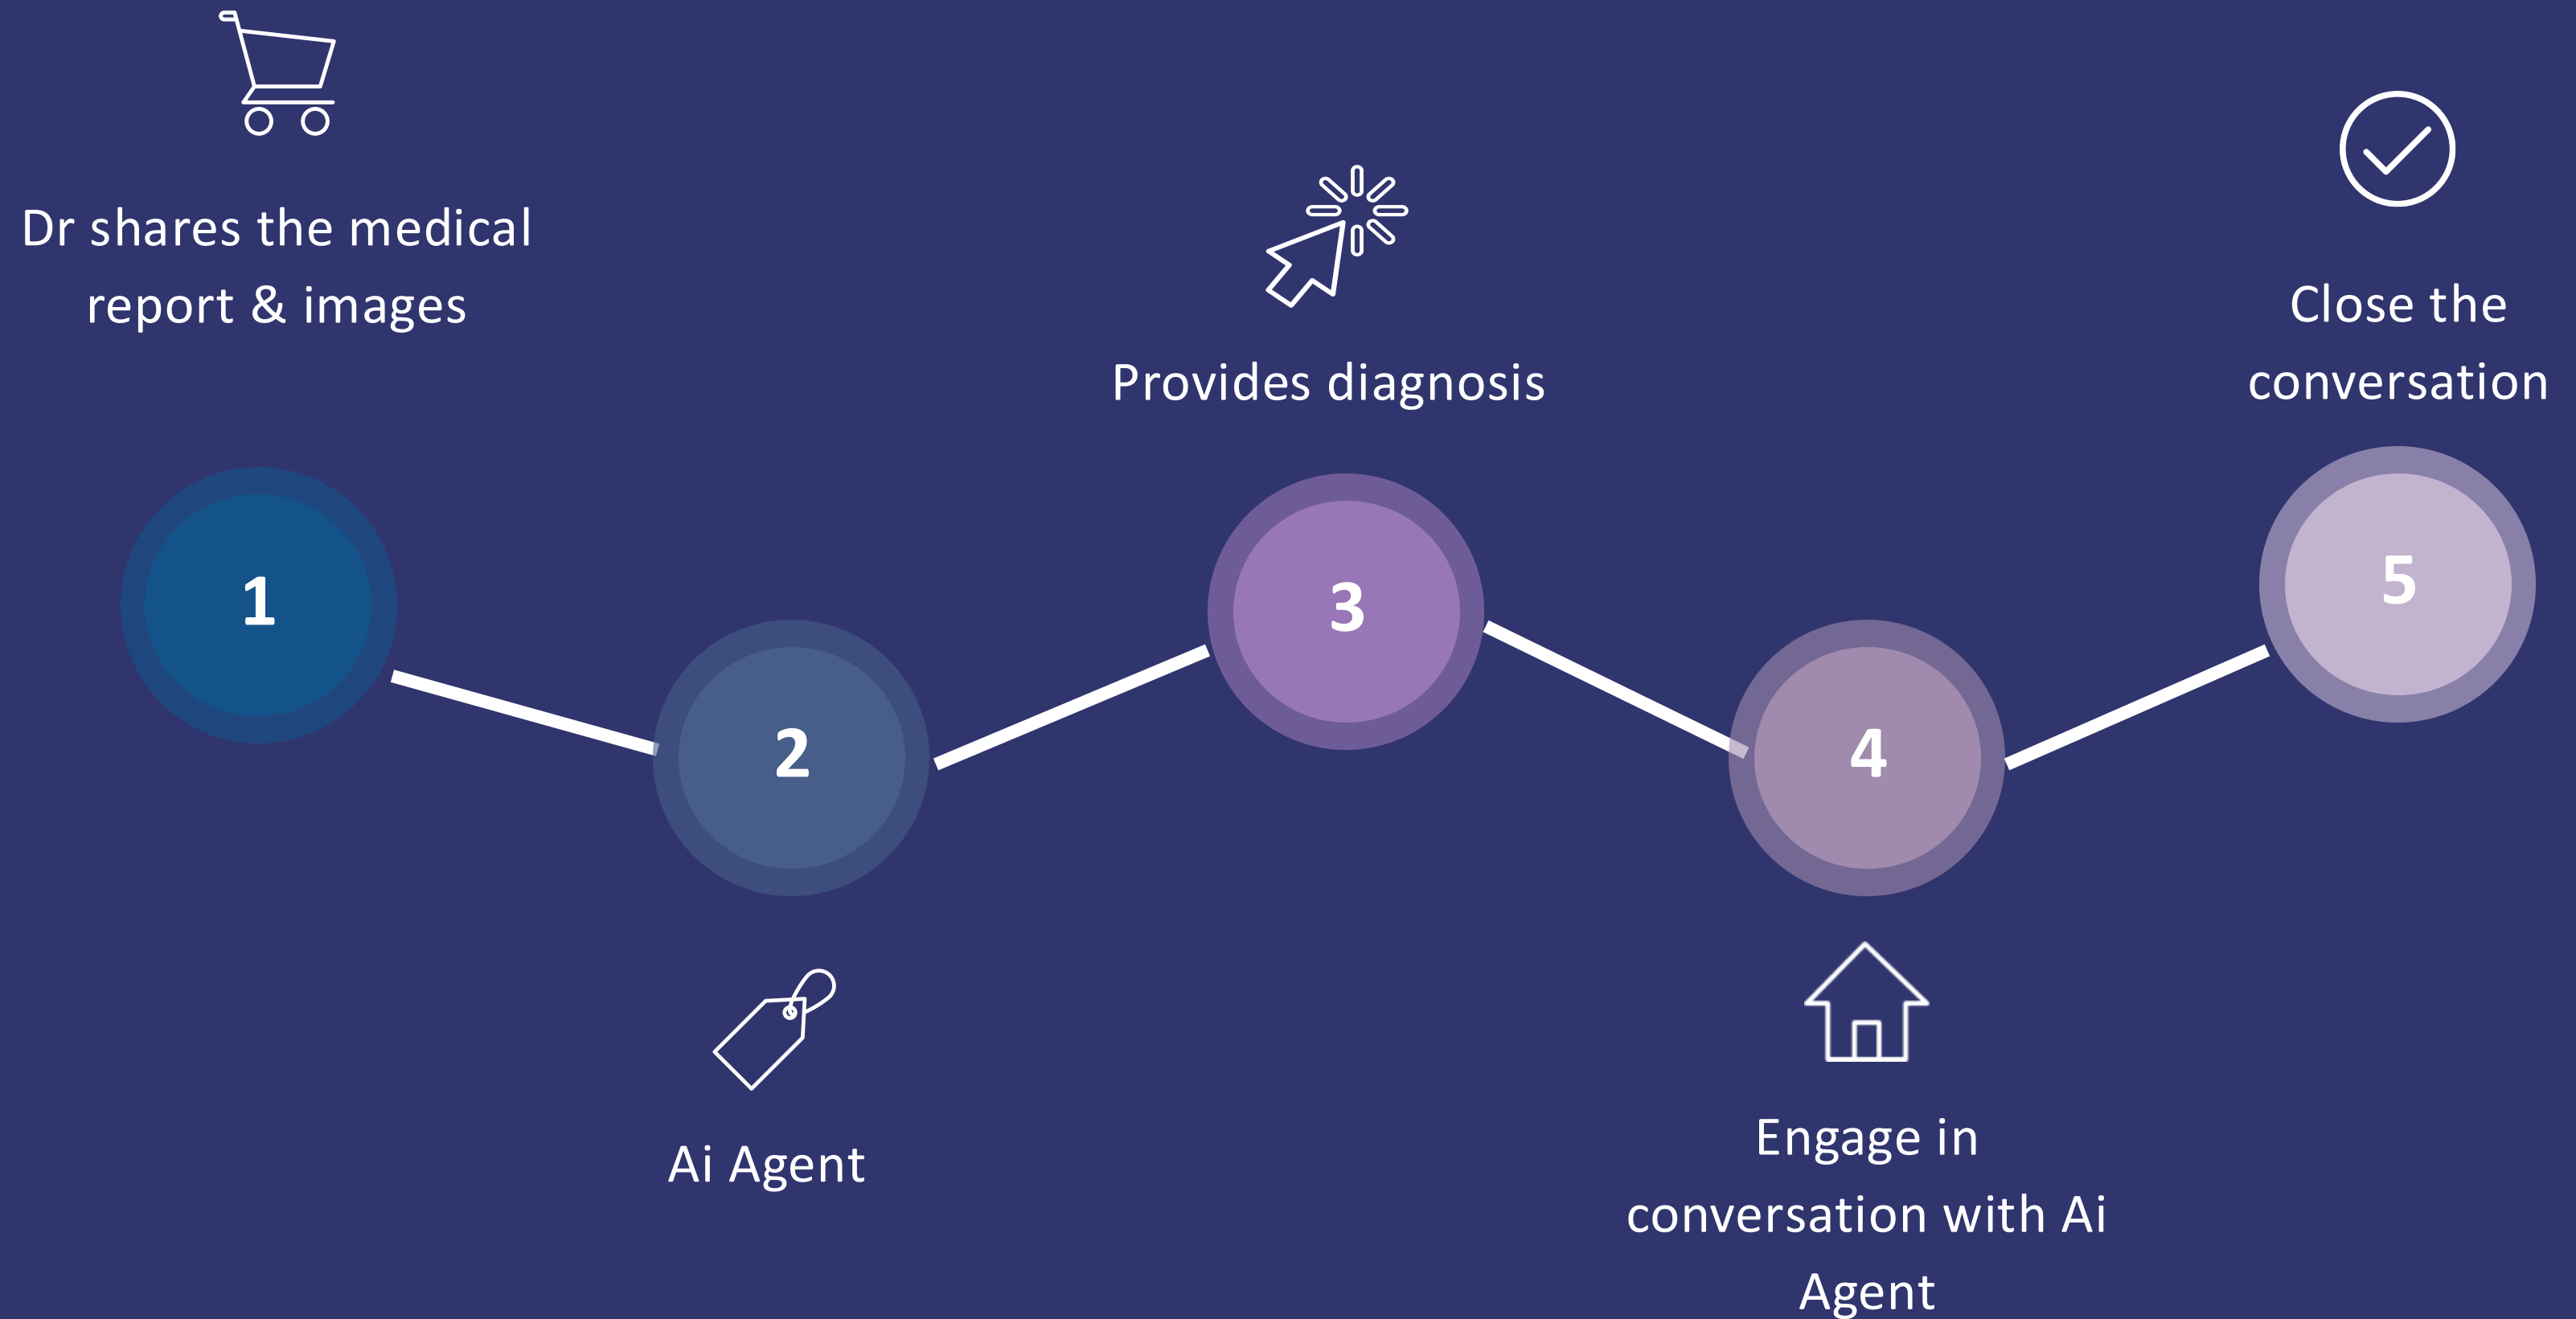 Dr shares the medical
report & images
1
2
Ai Agent
Provides diagnosis
3
4
Engage in
conversation with Ai
Agent
Close the
conversation
5